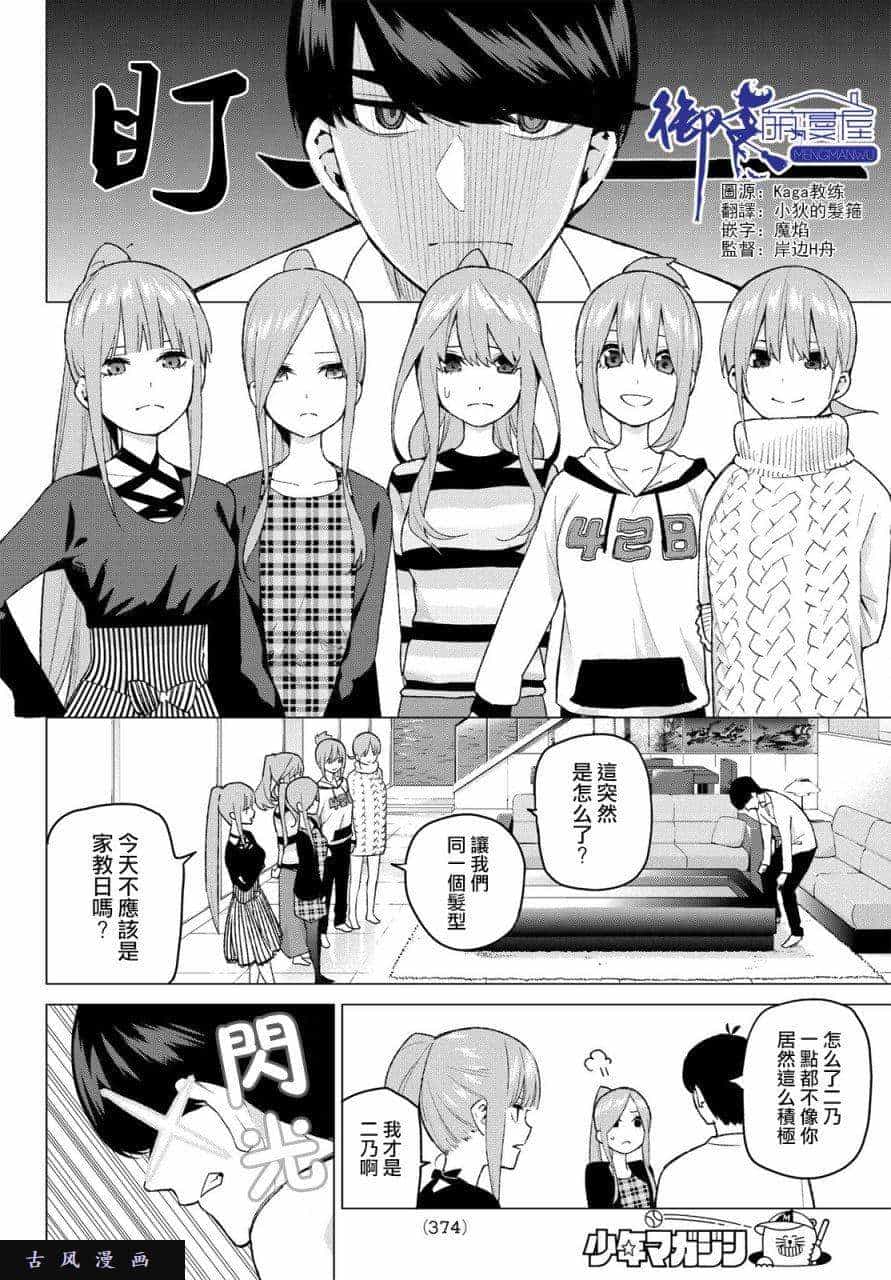 盯—
御萌漫屋
MENGMANWU
圖源：Kaga教练
翻譯：小狄的髮箍
嵌字：魔焰
監督：岸边H舟
428
這突然
是怎么了？
讓我們
同一個髮型
今天不應該是
家教日嗎？
怎么了二乃
一點都不像你
居然這么積極
我才是
二乃啊
閃光
(374)
少年マガジン
古风漫画